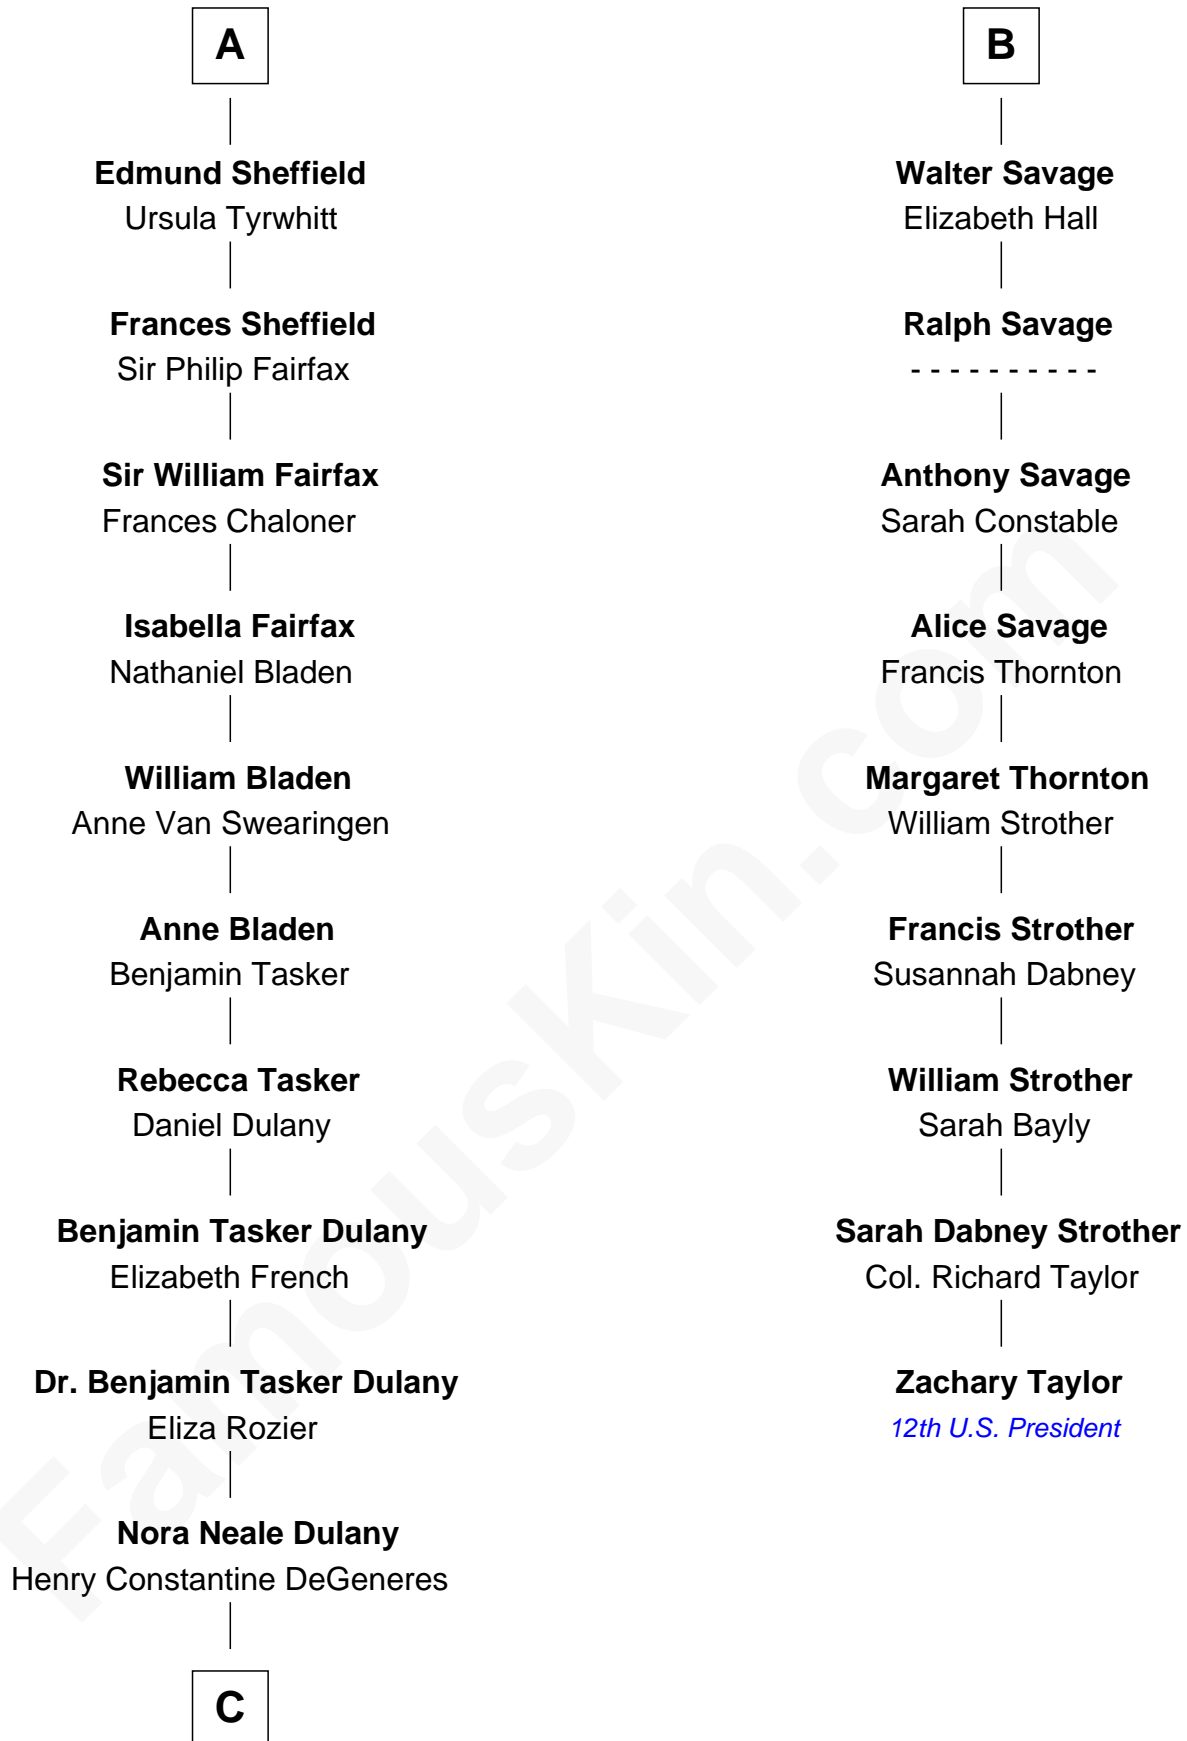 A
Edmund Sheffield
Ursula Tyrwhitt
Frances Sheffield
Sir Philip Fairfax
Sir William Fairfax
Frances Chaloner
Isabella Fairfax
Nathaniel Bladen
William Bladen
Anne Van Swearingen
Anne Bladen
Benjamin Tasker
Rebecca Tasker
Daniel Dulany
Benjamin Tasker Dulany
Elizabeth French
Dr. Benjamin Tasker Dulany
Eliza Rozier
Nora Neale Dulany
Henry Constantine DeGeneres
C
B
Walter Savage
Elizabeth Hall
Ralph Savage
- - - - - - - - - -
Anthony Savage
Sarah Constable
Alice Savage
Francis Thornton
Margaret Thornton
William Strother
Francis Strother
Susannah Dabney
William Strother
Sarah Bayly
Sarah Dabney Strother
Col. Richard Taylor
Zachary Taylor
12th U.S. President
FamousKin.com